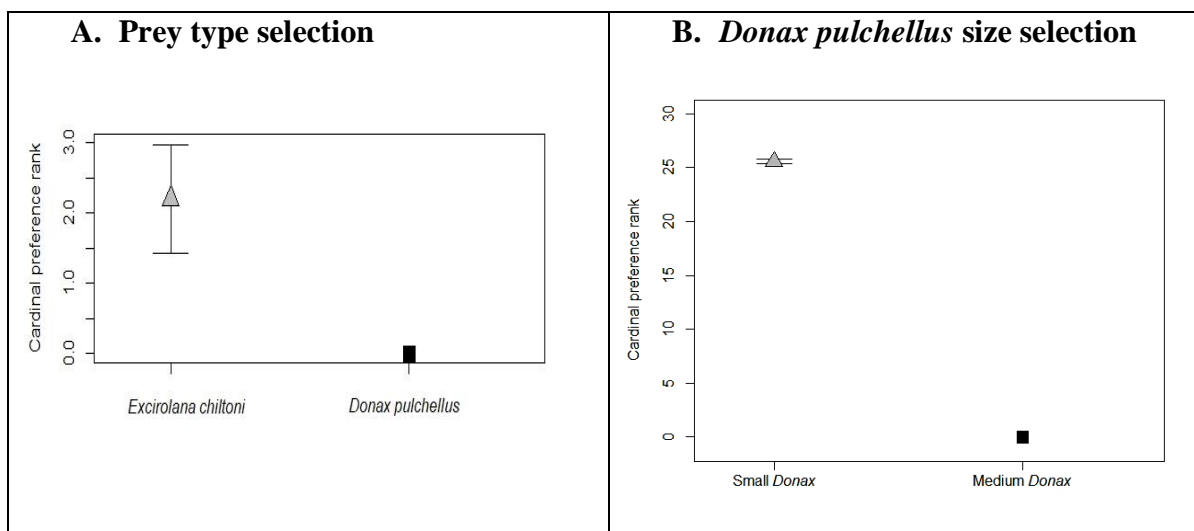 A. Prey type selection
Cardinal preference rank
3.0
2.0
1.0
0.0
Excirolana chiltoni
Donax pulchellus
B. Donax pulchellus size selection
Cardinal preference rank
30
25
20
15
10
5
0
Small Donax
Medium Donax